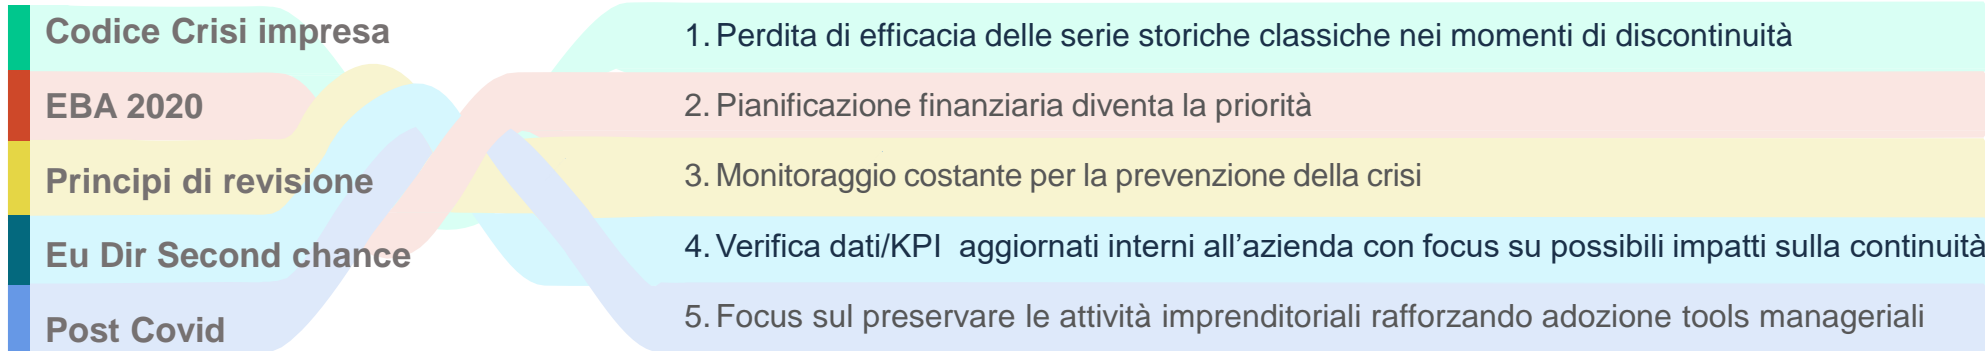 Codice Crisi impresa
1. Perdita di efficacia delle serie storiche classiche nei momenti di discontinuità
EBA 2020
2. Pianificazione finanziaria diventa la priorità
Principi di revisione
3. Monitoraggio costante per la prevenzione della crisi
Eu Dir Second chance
4. Verifica dati/KPI aggiornati interni all’azienda con focus su possibili impatti sulla continuità
Post Covid
5. Focus sul preservare le attività imprenditoriali rafforzando adozione tools manageriali